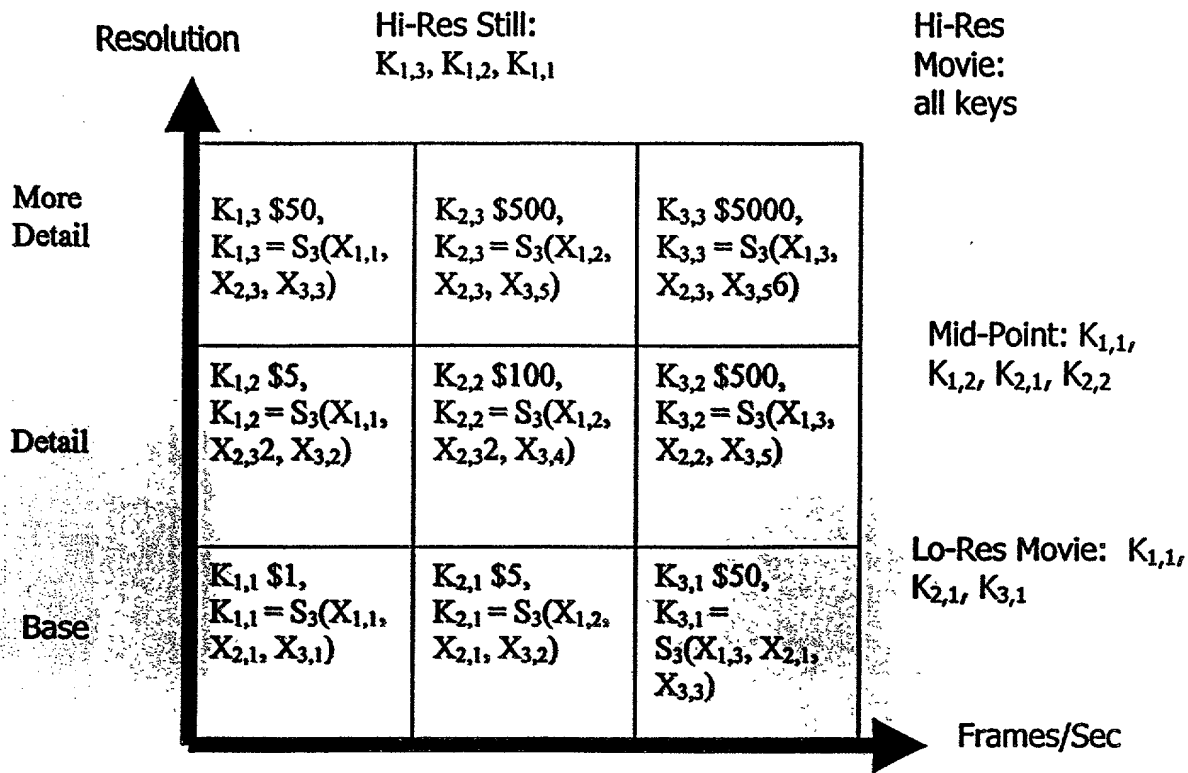 Resolution
Hi-Res Still:
K1,3, K1,2, K1,1
Hi-Res
Movie:
all keys
More
Detail
K1,3 $50,
K1,3 = S3(X1,1,
X2,3, X3,3)
K2,3 $500,
K2,3 = S3(X1,2,
X2,3, X3,5)
K3,3 $5000,
K3,3 = S3(X1,3,
X2,3, X3,56)
Mid-Point: K1,1,
K1,2, K2,1, K2,2
Detail
K1,2 $5,
K1,2 = S3(X1,1,
X2,32, X3,2)
K2,2 $100,
K2,2 = S3(X1,2,
X2,32, X3,4)
K3,2 $500,
K3,2 = S3(X1,3,
X2,2, X3,5)
Lo-Res Movie: K1,1,
K2,1, K3,1
Base
K1,1 $1,
K1,1 = S3(X1,1,
X2,1, X3,1)
K2,1 $5,
K2,1 = S3(X1,2,
X2,1, X3,2)
K3,1 $50,
K3,1 =
S3(X1,3, X2,1,
X3,3)
Frames/Sec